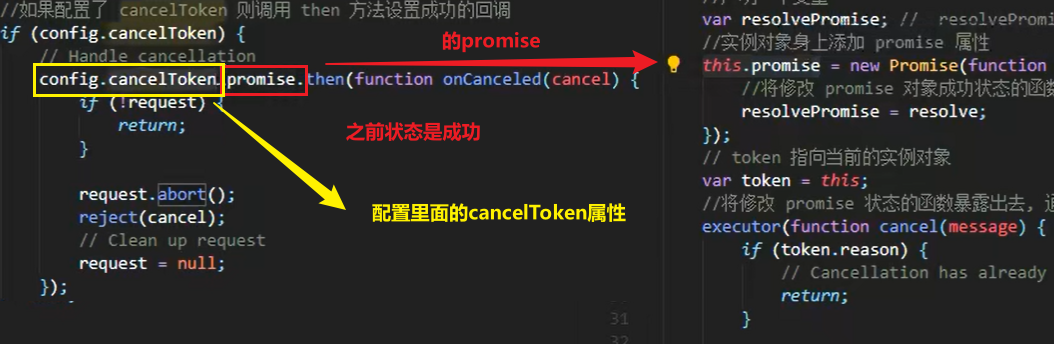 //如果配置了 cancelToken 则调用 then 方法设置成功的回调
if (config.cancelToken) {
// Handle cancellation
config.cancelToken.promise.then(function onCanceled(cancel) {
if (!request) {
return;
}
request.abort();
reject(cancel);
// Clean up request
request = null;
});
的promise
之前状态是成功
配置里面的cancelToken属性
var resolvePromise; // resolvePromi
//实例对象身上添加 promise 属性
this.promise = new Promise(function
//将修改 promise 对象成功状态的函数
resolvePromise = resolve;
});
// token 指向当前的实例对象
var token = this;
//将修改 promise 状态的函数暴露出去,
executor(function cancel(message) {
if (token.reason) {
// Cancellation has already
return;
}
31
32